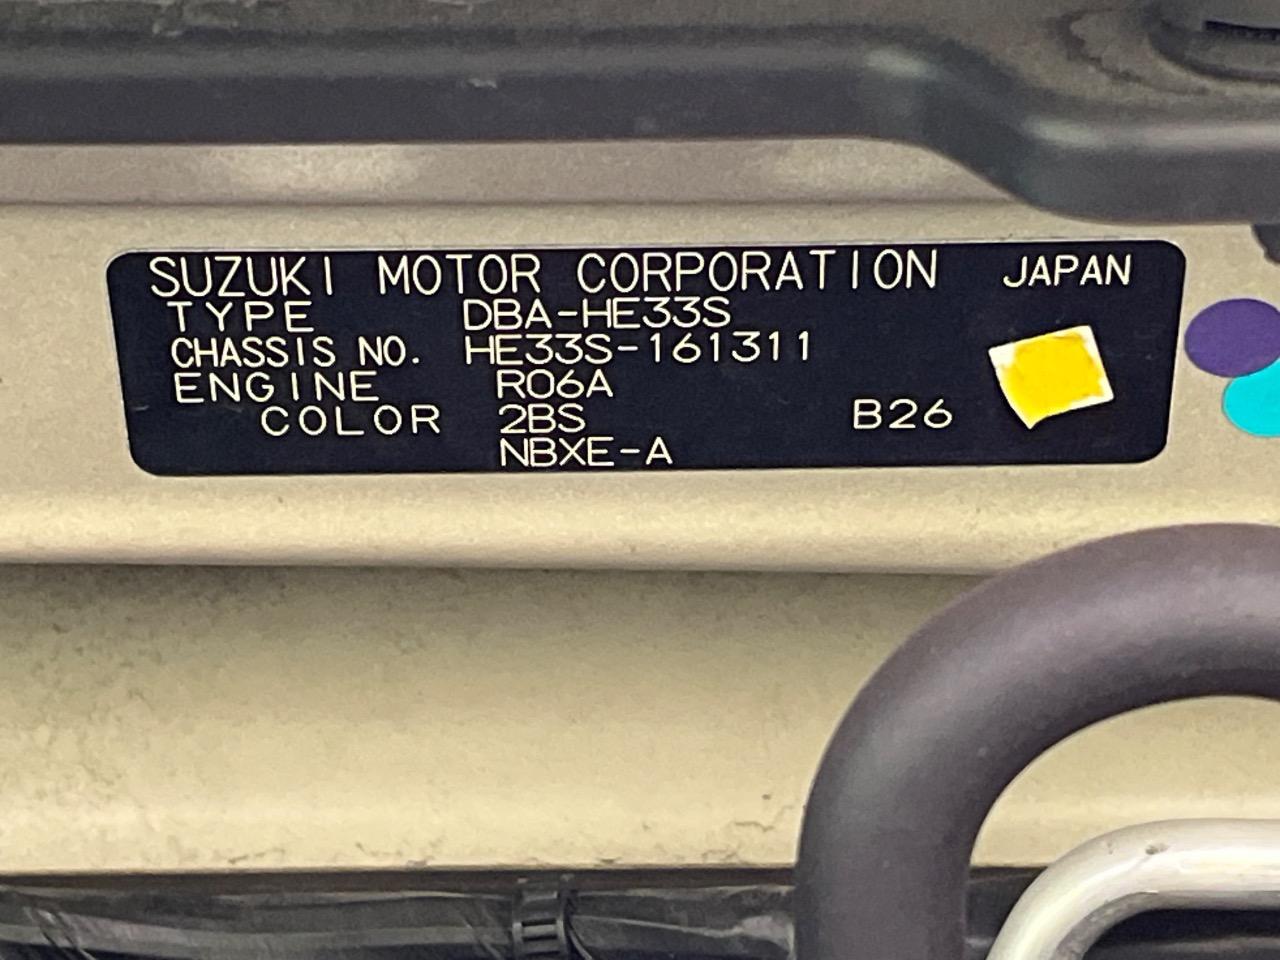 SUZUKI MOTOR CORPORATION JAPAN
TYPE DBA-HE33S
CHASSIS NO. HE33S-161311
ENGINE R06A
COLOR 2BS B26
NBXE-A